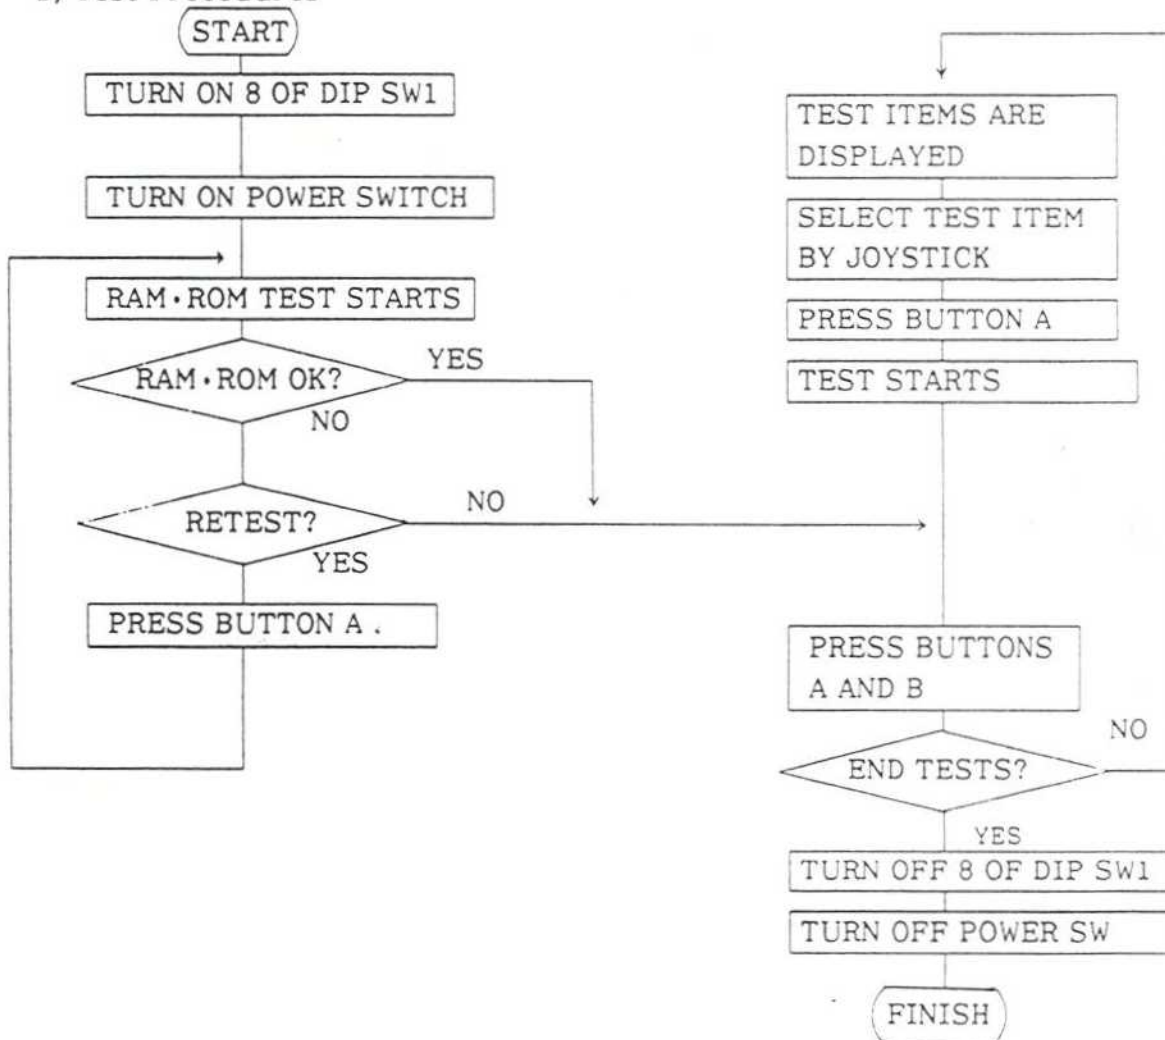 START
TURN ON 8 OF DIP SW1
TURN ON POWER SWITCH
RAM·ROM TEST STARTS
RAM·ROM OK?
YES
NO
RETEST?
NO
YES
PRESS BUTTON A.
TEST ITEMS ARE
DISPLAYED
SELECT TEST ITEM
BY JOYSTICK
PRESS BUTTON A
TEST STARTS
PRESS BUTTONS
A AND B
END TESTS?
NO
YES
TURN OFF 8 OF DIP SW1
TURN OFF POWER SW
FINISH